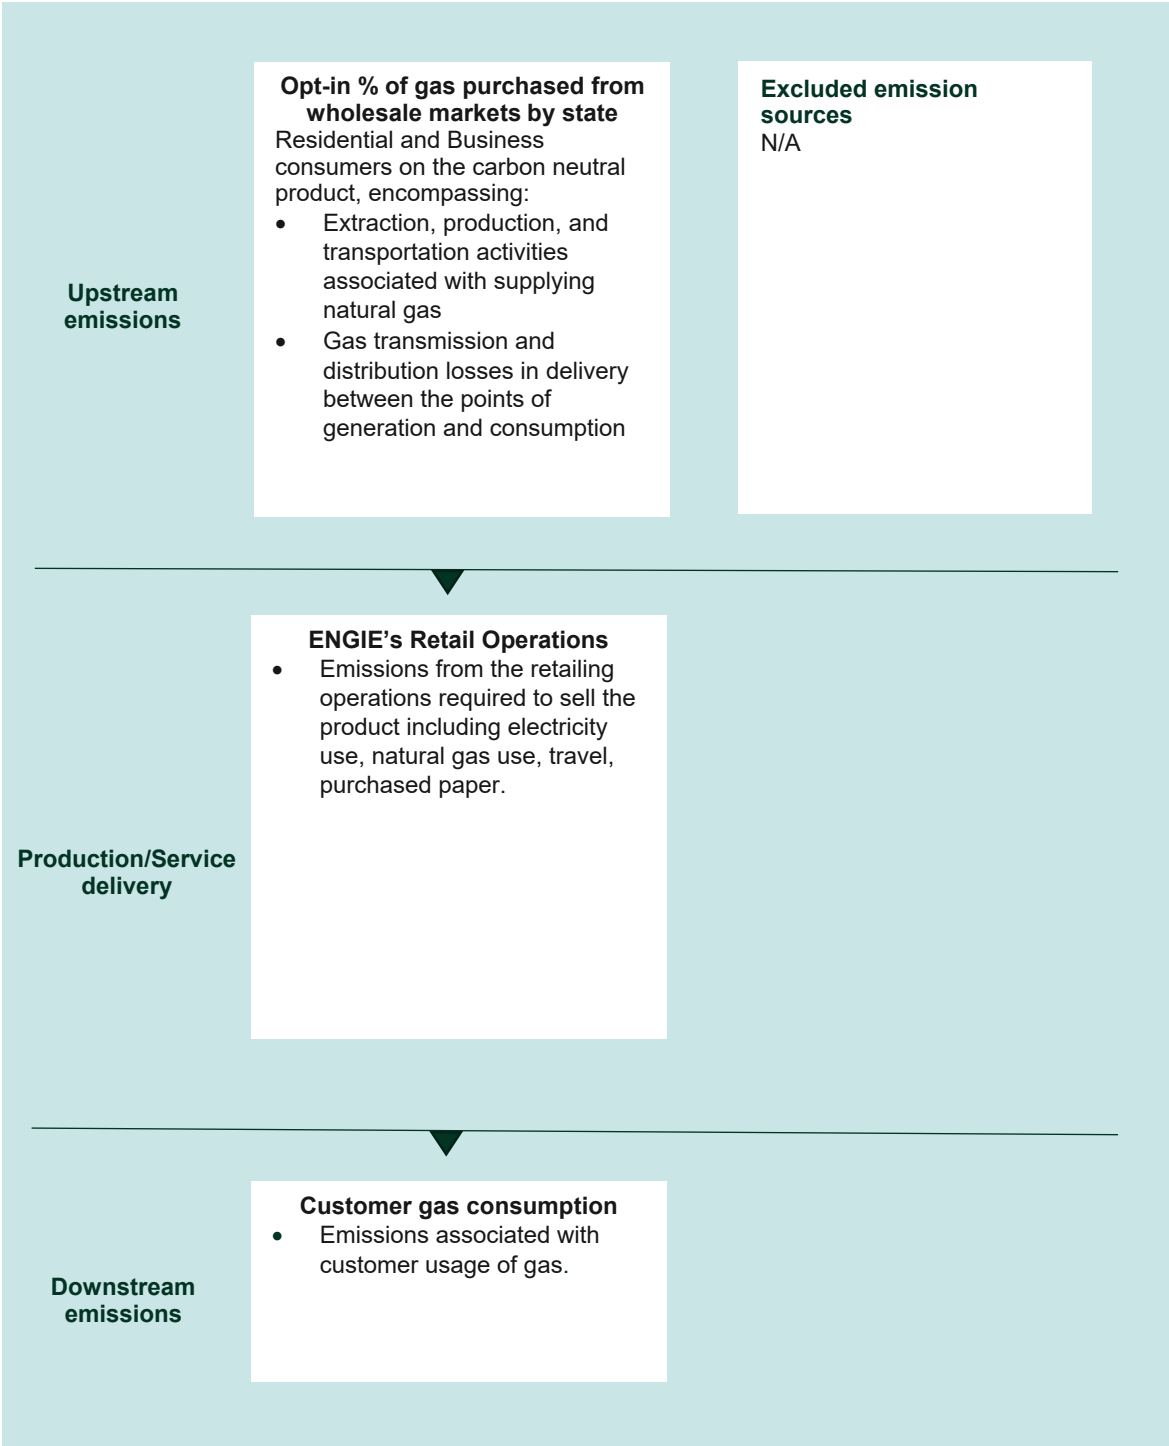 Upstream
emissions
Opt-in % of gas purchased from
wholesale markets by state
Residential and Business
consumers on the carbon neutral
product, encompassing:
• Extraction, production, and
transportation activities
associated with supplying
natural gas
• Gas transmission and
distribution losses in delivery
between the points of
generation and consumption
Excluded emission
sources
N/A
Production/Service
delivery
ENGIE’s Retail Operations
• Emissions from the retailing
operations required to sell the
product including electricity
use, natural gas use, travel,
purchased paper.
Downstream
emissions
Customer gas consumption
• Emissions associated with
customer usage of gas.